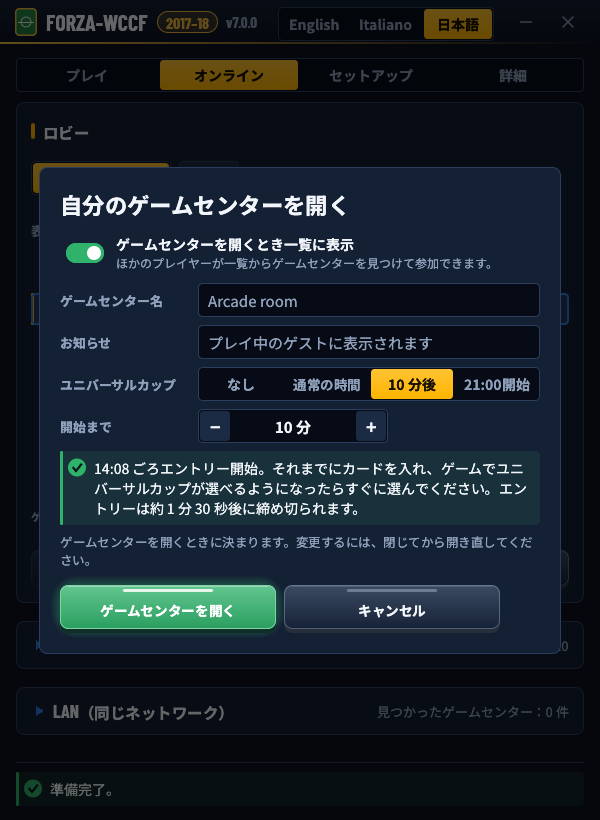 FORZA-WCCF 2017-18 v7.0.0 English Italiano 日本語
プレイ オンライン セットアップ 詳細
ロビー
自分のゲームセンターを開く
ゲームセンターを開くとき一覧に表示
ほかのプレイヤーが一覧からゲームセンターを見つけて参加できます。
ゲームセンター名 Arcade room
お知らせ プレイ中のゲストに表示されます
ユニバーサルカップ なし 通常の時間 10 分後 21:00開始
開始まで − 10 分 +
14:08 ごろエントリー開始。それまでにカードを入れ、ゲームでユニ
バーサルカップが選べるようになったらすぐに選んでください。エン
トリーは約 1 分 30 秒後に締め切られます。
ゲームセンターを開くときに決まります。変更するには、閉じてから開き直してくだ
さい。
ゲームセンターを開く キャンセル
LAN（同じネットワーク） 見つかったゲームセンター：0 件
準備完了。